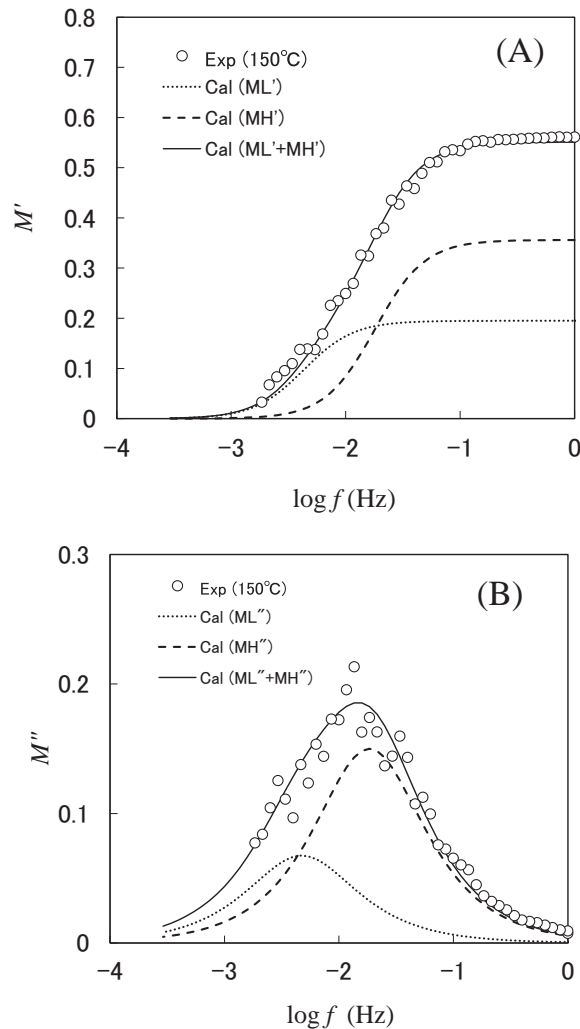 (A)
Exp (150℃)
Cal (ML')
Cal (MH')
Cal (ML'+MH')
M'
0.8
0.7
0.6
0.5
0.4
0.3
0.2
0.1
0
−4
−3
−2
−1
0
log f (Hz)
(B)
Exp (150℃)
Cal (ML″)
Cal (MH″)
Cal (ML″+MH″)
M″
0.3
0.2
0.1
0
−4
−3
−2
−1
0
log f (Hz)